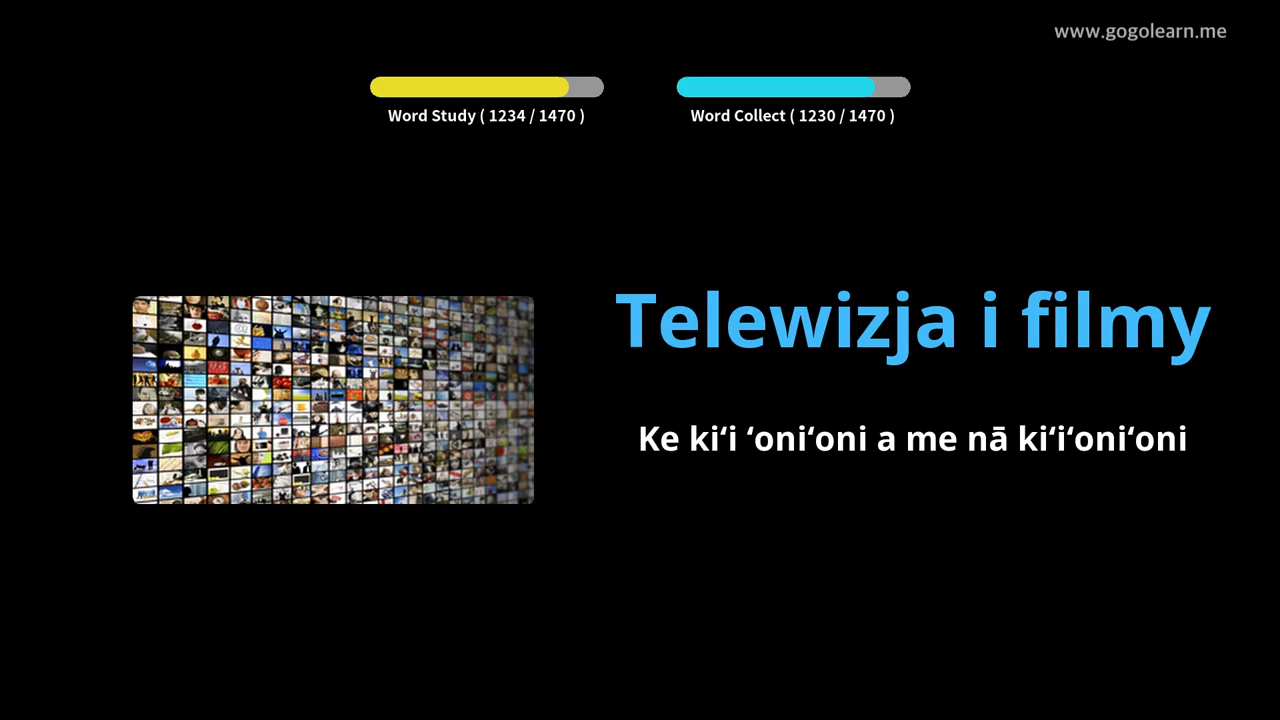 www.gogolearn.me
Word Study ( 1234 / 1470 )
Word Collect ( 1230 / 1470 )
Telewizja i filmy
Ke kiʻi ʻoniʻoni a me nā kiʻiʻoniʻoni